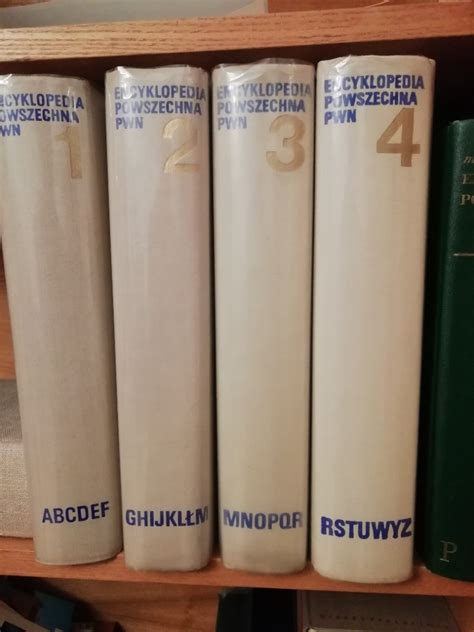 ENCYKLOPEDIA
POWSZECHNA
PWN
1
ABCDEF
ENCYKLOPEDIA
POWSZECHNA
PWN
2
GHIJKLŁM
ENCYKLOPEDIA
POWSZECHNA
PWN
3
MNOPQR
ENCYKLOPEDIA
POWSZECHNA
PWN
4
RSTUWYZ
P